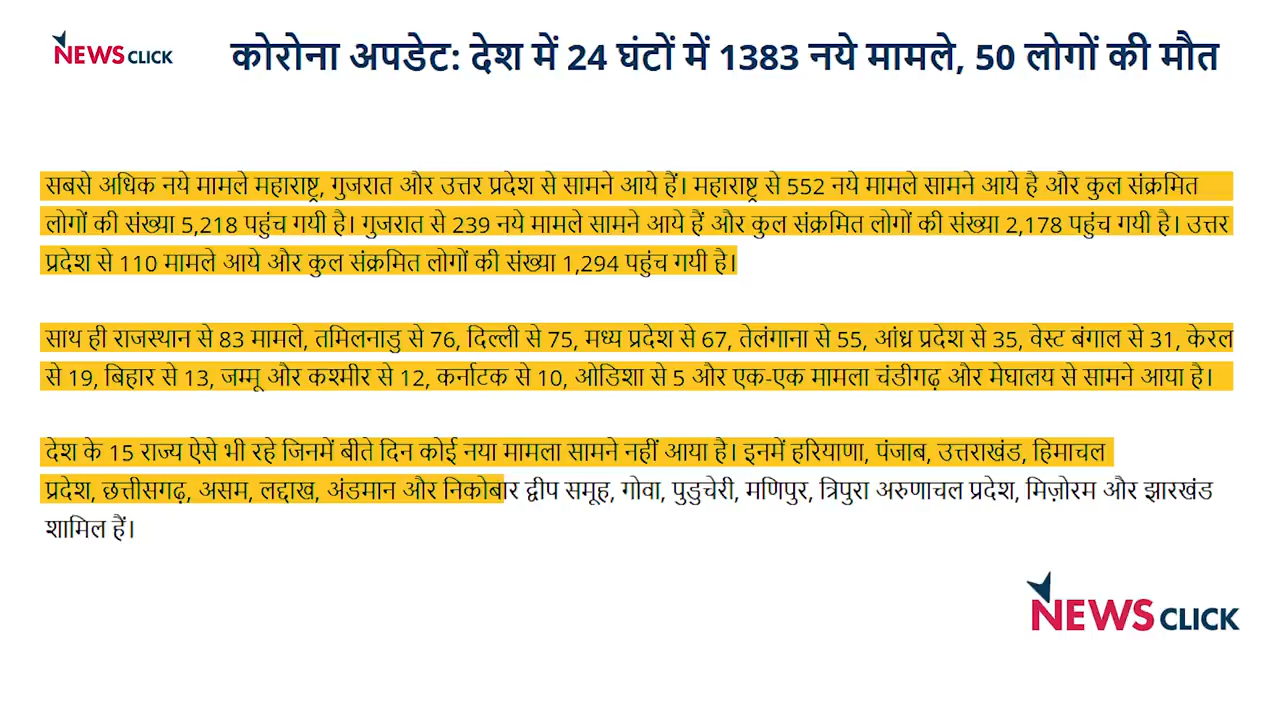 NEWSCLICK
कोरोना अपडेट: देश में 24 घंटों में 1383 नये मामले, 50 लोगों की मौत
सबसे अधिक नये मामले महाराष्ट्र, गुजरात और उत्तर प्रदेश से सामने आये हैं। महाराष्ट्र से 552 नये मामले सामने आये है और कुल संक्रमित
लोगों की संख्या 5,218 पहुंच गयी है। गुजरात से 239 नये मामले सामने आये हैं और कुल संक्रमित लोगों की संख्या 2,178 पहुंच गयी है। उत्तर
प्रदेश से 110 मामले आये और कुल संक्रमित लोगों की संख्या 1,294 पहुंच गयी है।
साथ ही राजस्थान से 83 मामले, तमिलनाडु से 76, दिल्ली से 75, मध्य प्रदेश से 67, तेलंगाना से 55, आंध्र प्रदेश से 35, वेस्ट बंगाल से 31, केरल
से 19, बिहार से 13, जम्मू और कश्मीर से 12, कर्नाटक से 10, ओडिशा से 5 और एक-एक मामला चंडीगढ़ और मेघालय से सामने आया है।
देश के 15 राज्य ऐसे भी रहे जिनमें बीते दिन कोई नया मामला सामने नहीं आया है। इनमें हरियाणा, पंजाब, उत्तराखंड, हिमाचल
प्रदेश, छत्तीसगढ़, असम, लद्दाख, अंडमान और निकोबार द्वीप समूह, गोवा, पुडुचेरी, मणिपुर, त्रिपुरा अरुणाचल प्रदेश, मिज़ोरम और झारखंड
शामिल हैं।
NEWSCLICK